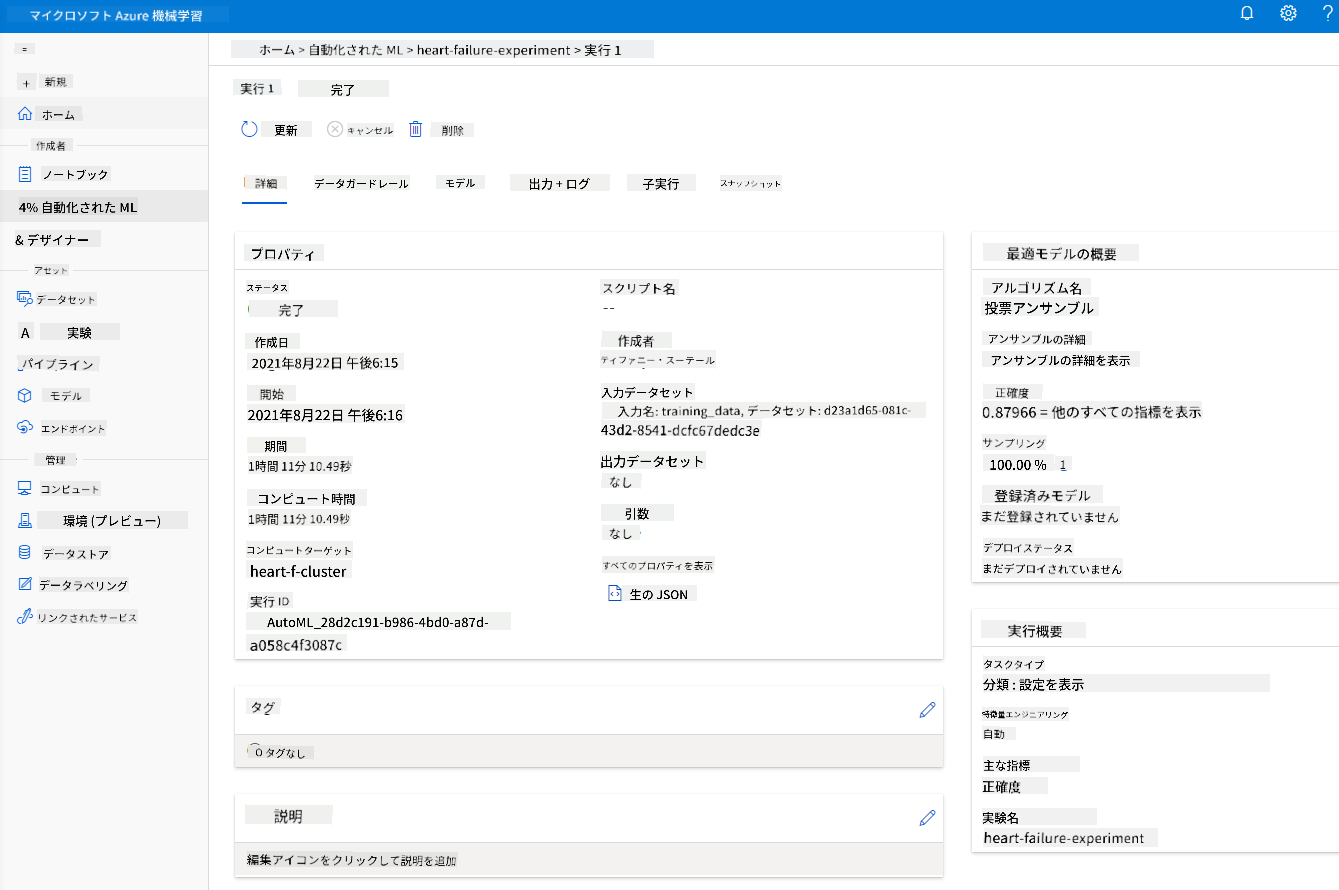 マイクロソフト Azure 機械学習
ホーム > 自動化された ML > heart-failure-experiment > 実行 1
+ 新規
ホーム
作成者
ノートブック
4% 自動化された ML
& デザイナー
アセット
データセット
A 実験
パイプライン
モデル
エンドポイント
管理
コンピュート
環境 (プレビュー)
データストア
データラベリング
リンクされたサービス
実行 1 完了
更新 キャンセル 削除
詳細 データガードレール モデル 出力 + ログ 子実行 スナップショット
プロパティ
ステータス
完了
作成日
2021年8月22日 午後6:15
開始
2021年8月22日 午後6:16
期間
1時間 11分 10.49秒
コンピュート時間
1時間 11分 10.49秒
コンピュートターゲット
heart-f-cluster
実行 ID
AutoML_28d2c191-b986-4bd0-a87d-
a058c4f3087c
スクリプト名
--
作成者
ティファニー・スーテール
入力データセット
入力名: training_data, データセット: d23a1d65-081c-
43d2-8541-dcfc67dedc3e
出力データセット
なし
引数
なし
すべてのプロパティを表示
生の JSON
タグ
タグなし
説明
編集アイコンをクリックして説明を追加
最適モデルの概要
アルゴリズム名
投票アンサンブル
アンサンブルの詳細
アンサンブルの詳細を表示
正確度
0.87966 = 他のすべての指標を表示
サンプリング
100.00 % 1
登録済みモデル
まだ登録されていません
デプロイステータス
まだデプロイされていません
実行概要
タスクタイプ
分類 : 設定を表示
特徴量エンジニアリング
自動
主な指標
正確度
実験名
heart-failure-experiment